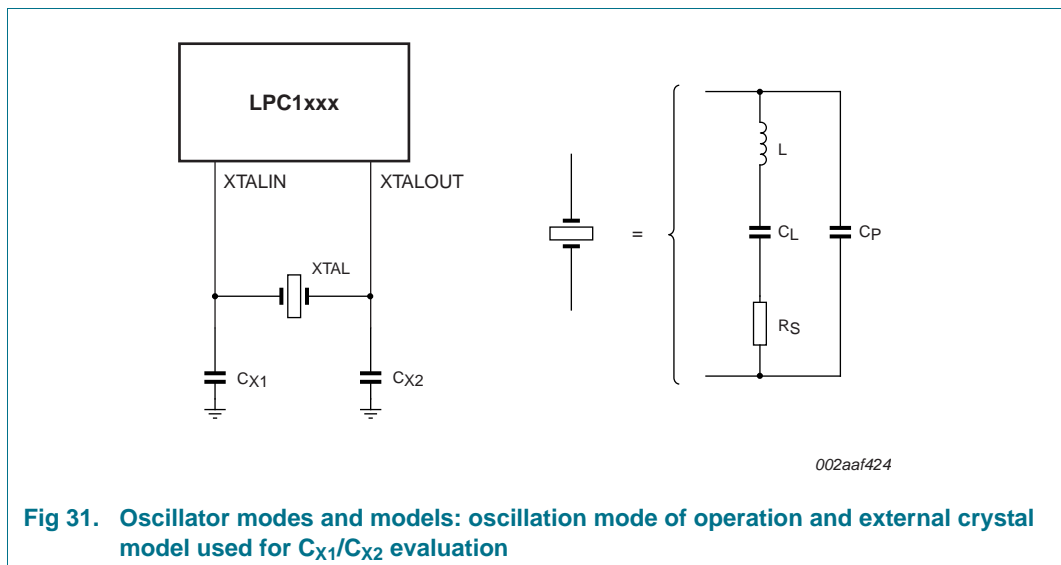 LPC1xxx
XTALIN
XTALOUT
XTAL
CX1
CX2
=
L
CL
CP
RS
002aaf424
Fig 31. Oscillator modes and models: oscillation mode of operation and external crystal
model used for CX1/CX2 evaluation